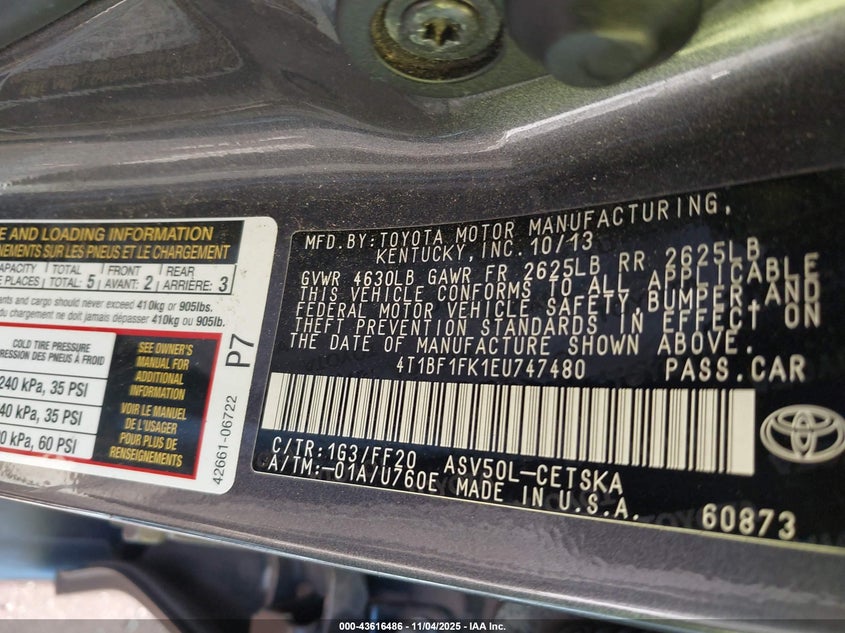 E AND LOADING INFORMATION
NEMENTS SUR LES PNEUS ET LE CHARGEMENT
CAPACITY TOTAL FRONT REAR
PLACES TOTAL: 5 AVANT: 2 ARRIÈRE: 3
ants and cargo should never exceed 410kg or 905lbs.
du chargement ne doit jamais dépasser 410kg ou 905lb.
COLD TIRE PRESSURE
RESSION DES PNEUS À FROID
240 kPa, 35 PSI
40 kPa, 35 PSI
0 kPa, 60 PSI
SEE OWNER'S
MANUAL FOR
ADDITIONAL
INFORMATION
VOIR LE MANUEL
DE L'USAGER
POUR PLUS DE
RENSEIGNEMENTS
P7
42661-06722
MFD.BY:TOYOTA MOTOR MANUFACTURING,
KENTUCKY,INC. 10/13
GVWR 4630LB GAWR FR 2625LB RR 2625LB
THIS VEHICLE CONFORMS TO ALL APPLICABLE
FEDERAL MOTOR VEHICLE SAFETY,BUMPER,AND
THEFT PREVENTION STANDARDS IN EFFECT ON
THE DATE OF MANUFACTURE SHOWN ABOVE.
4T1BF1FK1EU747480 PASS.CAR
C/TR:1G3/FF20 ASV50L-CETSKA
A/TM:-01A/U760E MADE IN U.S.A.
60873
000-43616486 - 11/04/2025 - IAA Inc.